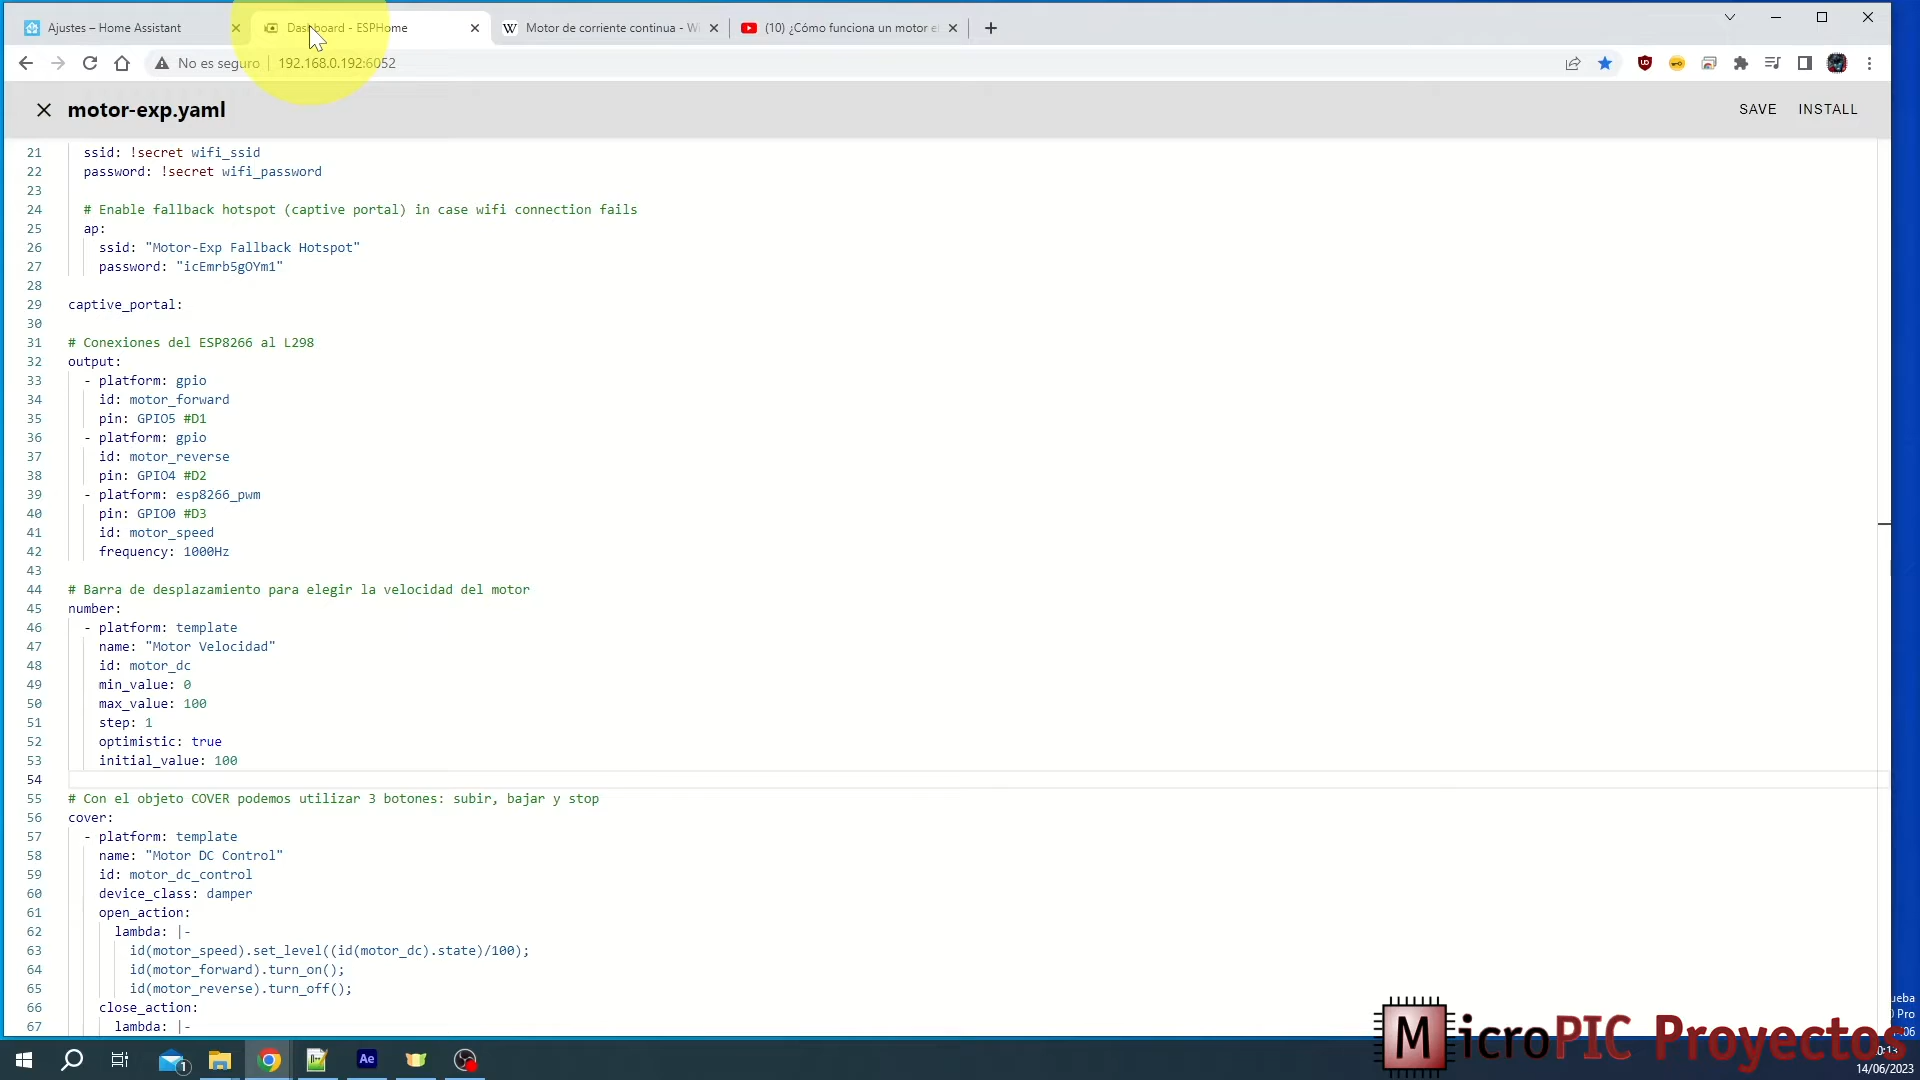 Ajustes – Home Assistant
Dashboard - ESPHome
Motor de corriente continua - Wi
(10) ¿Cómo funciona un motor e
No es seguro
192.168.0.192:6052
motor-exp.yaml
SAVE
INSTALL
21 ssid: !secret wifi_ssid
22 password: !secret wifi_password
23
24 # Enable fallback hotspot (captive portal) in case wifi connection fails
25 ap:
26 ssid: "Motor-Exp Fallback Hotspot"
27 password: "icEmrb5gOYm1"
28
29 captive_portal:
30
31 # Conexiones del ESP8266 al L298
32 output:
33 - platform: gpio
34 id: motor_forward
35 pin: GPIO5 #D1
36 - platform: gpio
37 id: motor_reverse
38 pin: GPIO4 #D2
39 - platform: esp8266_pwm
40 pin: GPIO0 #D3
41 id: motor_speed
42 frequency: 1000Hz
43
44 # Barra de desplazamiento para elegir la velocidad del motor
45 number:
46 - platform: template
47 name: "Motor Velocidad"
48 id: motor_dc
49 min_value: 0
50 max_value: 100
51 step: 1
52 optimistic: true
53 initial_value: 100
54
55 # Con el objeto COVER podemos utilizar 3 botones: subir, bajar y stop
56 cover:
57 - platform: template
58 name: "Motor DC Control"
59 id: motor_dc_control
60 device_class: damper
61 open_action:
62 lambda: |-
63 id(motor_speed).set_level((id(motor_dc).state)/100);
64 id(motor_forward).turn_on();
65 id(motor_reverse).turn_off();
66 close_action:
67 lambda: |-
MicroPIC Proyectos
Ae
1
14/06/2023